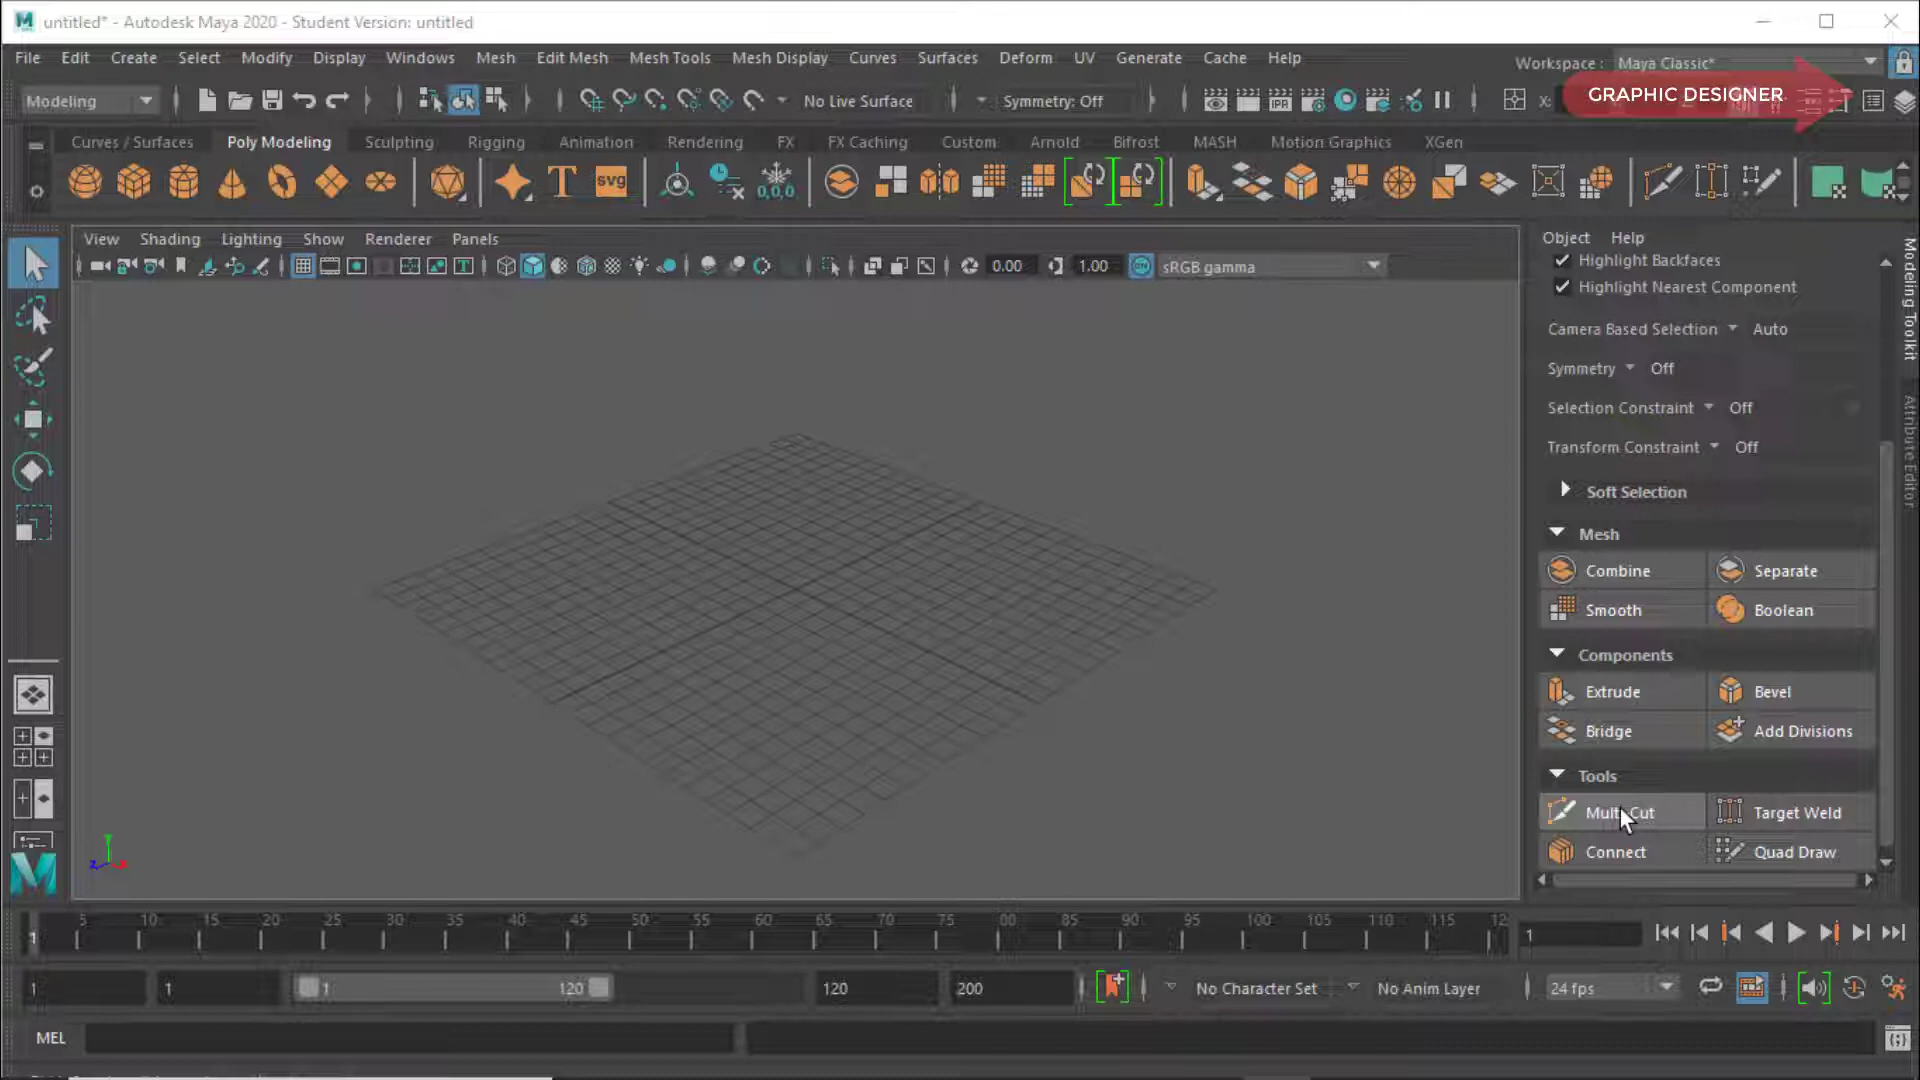 untitled* - Autodesk Maya 2020 - Student Version: untitled
File Edit Create Select Modify Display Windows Mesh Edit Mesh Mesh Tools Mesh Display Curves Surfaces Deform UV Generate Cache Help
Workspace : Maya Classic*
Modeling No Live Surface Symmetry: Off IPR X:
GRAPHIC DESIGNER
Curves / Surfaces Poly Modeling Sculpting Rigging Animation Rendering FX FX Caching Custom Arnold Bifrost MASH Motion Graphics XGen
T svg 0,0,0
View Shading Lighting Show Renderer Panels
0.00 1.00 ON sRGB gamma
Object Help
Highlight Backfaces
Highlight Nearest Component
Camera Based Selection Auto
Symmetry Off
Selection Constraint Off
Transform Constraint Off
Soft Selection
Mesh
Combine Separate
Smooth Boolean
Components
Extrude Bevel
Bridge Add Divisions
Tools
Multi-Cut Target Weld
Connect Quad Draw
Modeling Toolkit
Attribute Editor
Y Z X
1 5 10 15 20 25 30 35 40 45 50 55 60 65 70 75 80 85 90 95 100 105 110 115 12
1
1 1 1 120 120 200 No Character Set No Anim Layer 24 fps
MEL